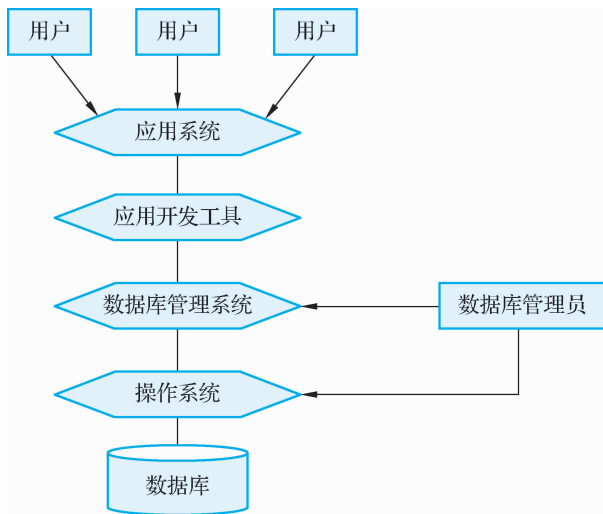 用户
用户
用户
应用系统
应用开发工具
数据库管理系统
数据库管理员
操作系统
数据库